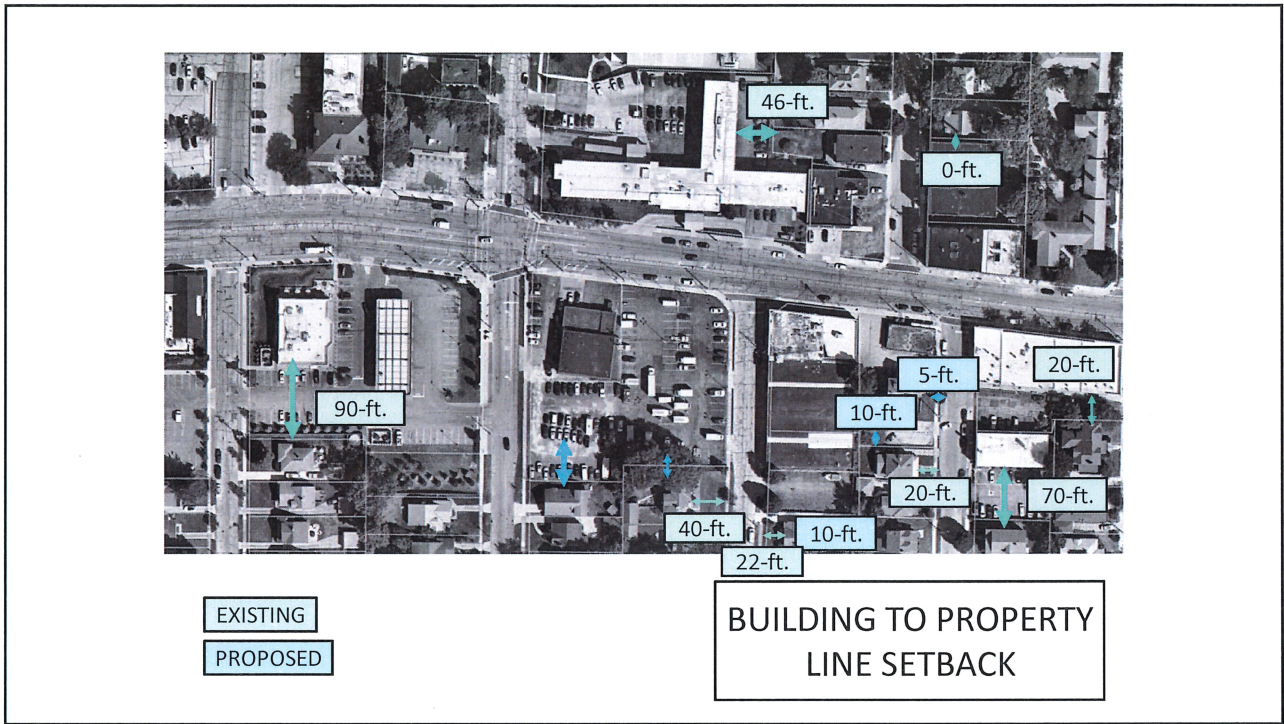 46-ft.
0-ft.
20-ft.
5-ft.
90-ft.
10-ft.
20-ft.
70-ft.
40-ft.
10-ft.
22-ft.
EXISTING
PROPOSED
BUILDING TO PROPERTY
LINE SETBACK